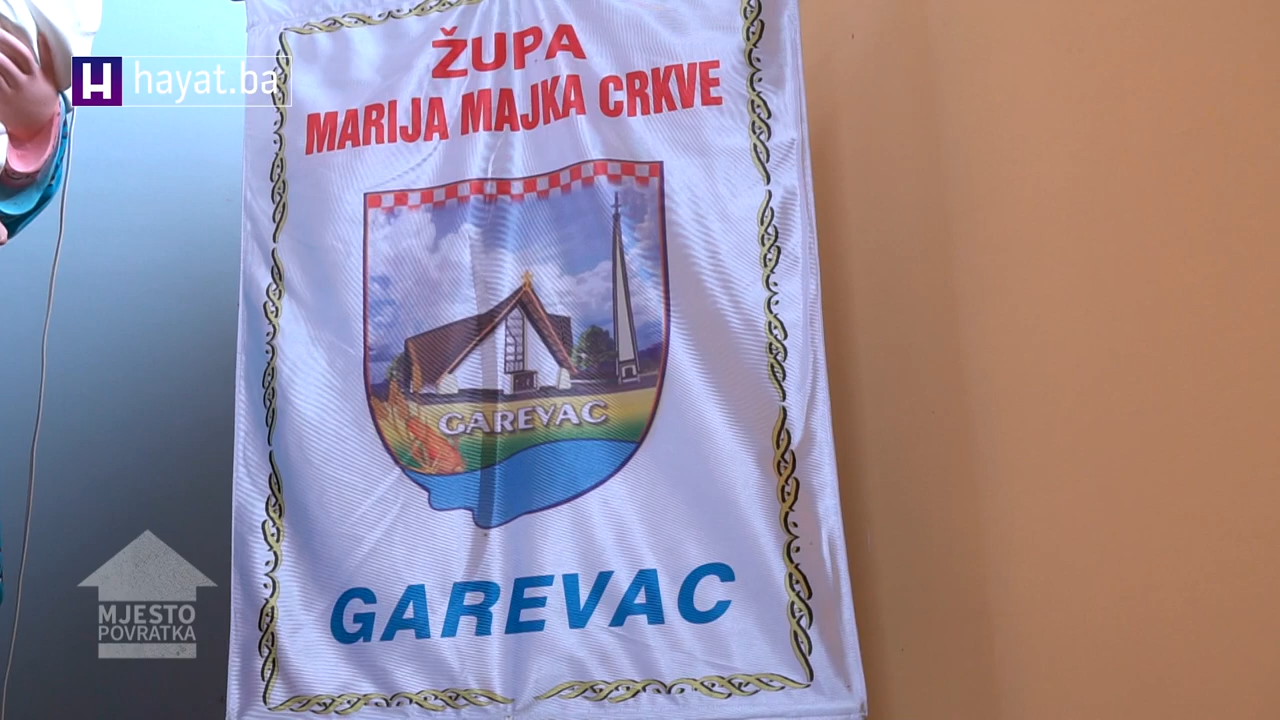 hayat.ba
ŽUPA
MARIJA MAJKA CRKVE
GAREVAC
GAREVAC
MJESTO
POVRATKA